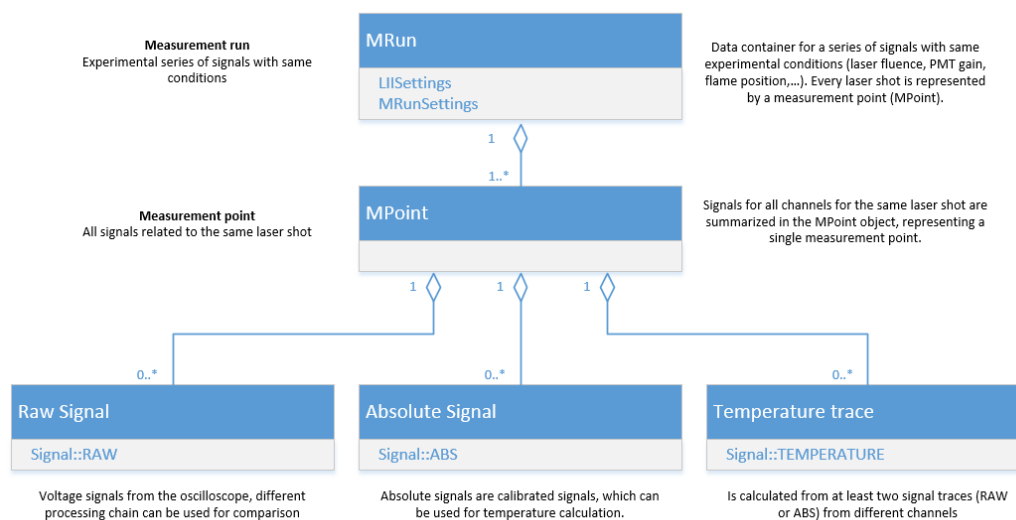 Measurement run
Experimental series of signals with same
conditions
MRun
LIISettings
MRunSettings
Data container for a series of signals with same
experimental conditions (laser fluence, PMT gain,
flame position,...). Every laser shot is represented
by a measurement point (MPoint).
1
1..*
Measurement point
All signals related to the same laser shot
MPoint
Signals for all channels for the same laser shot are
summarized in the MPoint object, representing a
single measurement point.
1
1
1
0..*
0..*
0..*
Raw Signal
Signal::RAW
Absolute Signal
Signal::ABS
Temperature trace
Signal::TEMPERATURE
Voltage signals from the oscilloscope, different
processing chain can be used for comparison
Absolute signals are calibrated signals, which can
be used for temperature calculation.
Is calculated from at least two signal traces (RAW
or ABS) from different channels